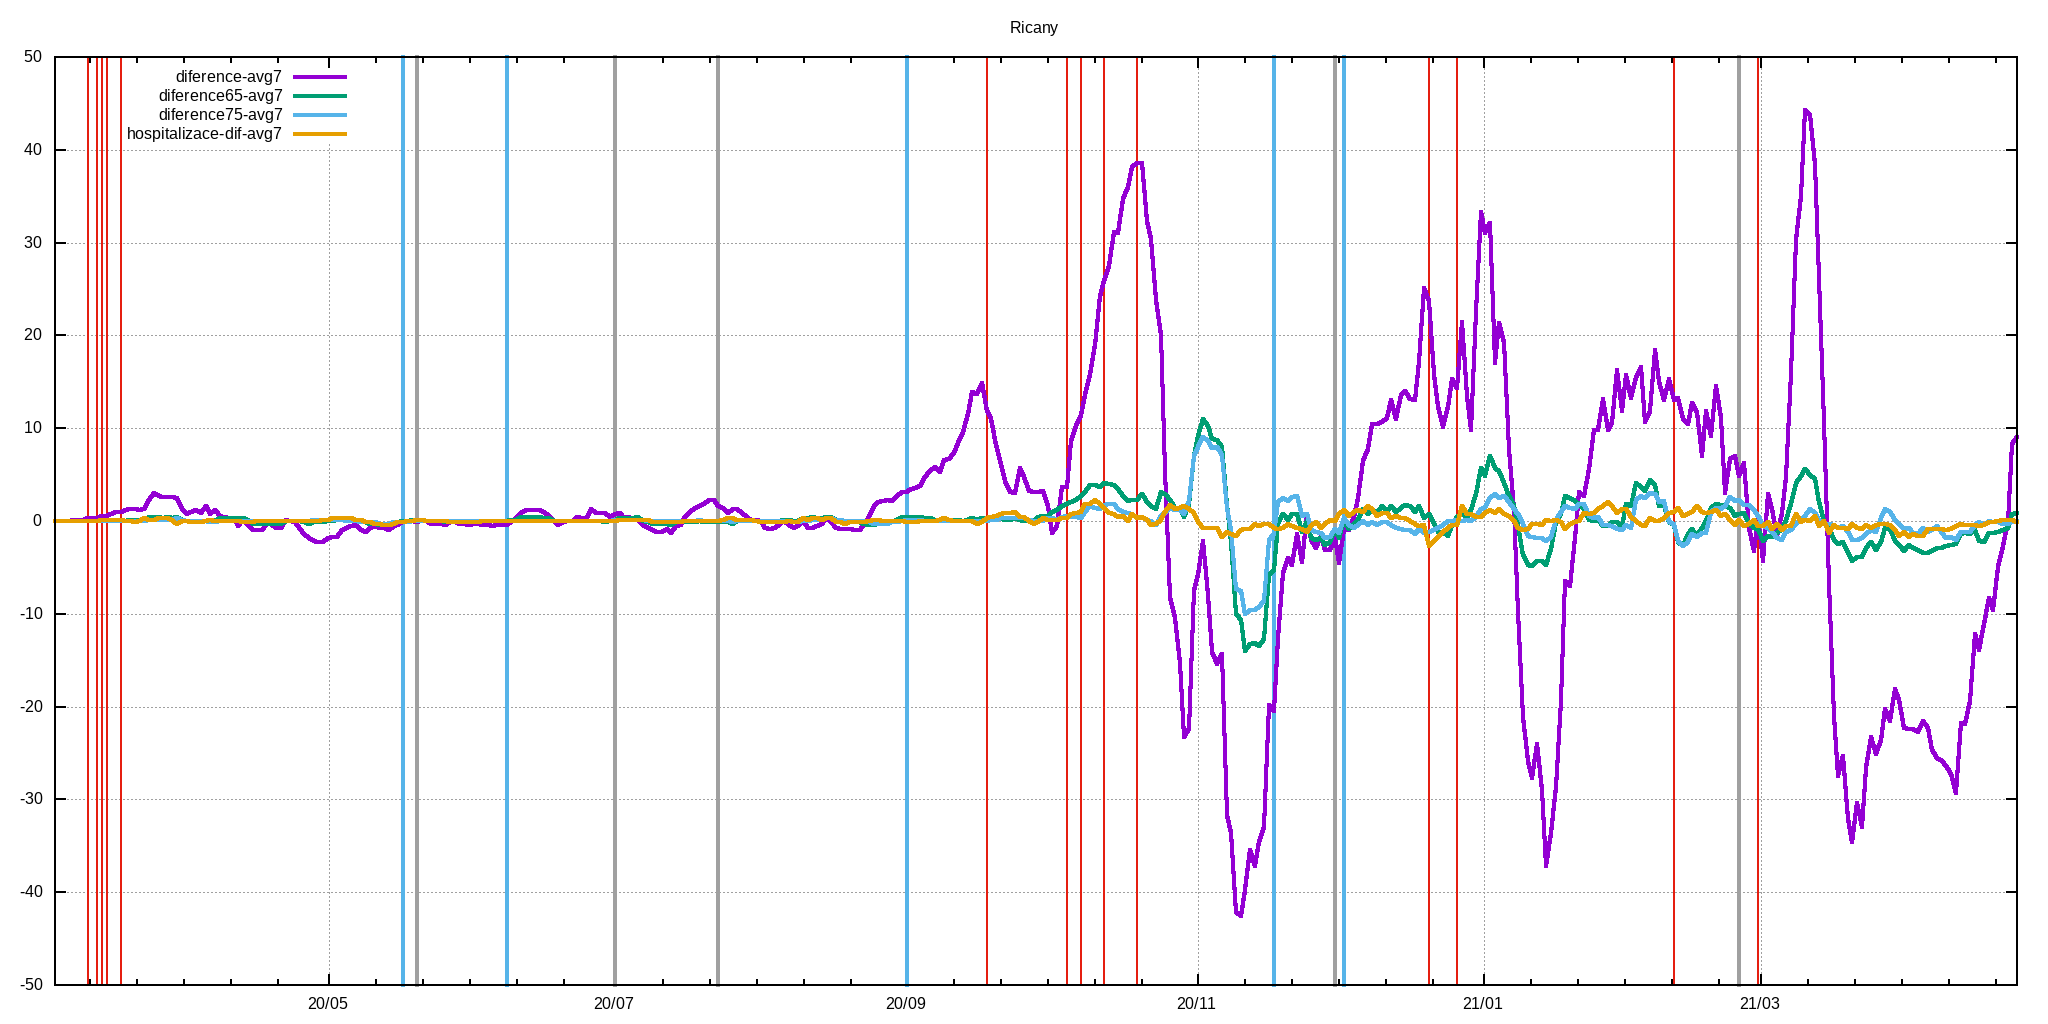 Ricany
50
diference-avg7
diference65-avg7
diference75-avg7
hospitalizace-dif-avg7
40
30
20
10
0
-10
-20
-30
-40
-50
20/05 20/07 20/09 20/11 21/01 21/03